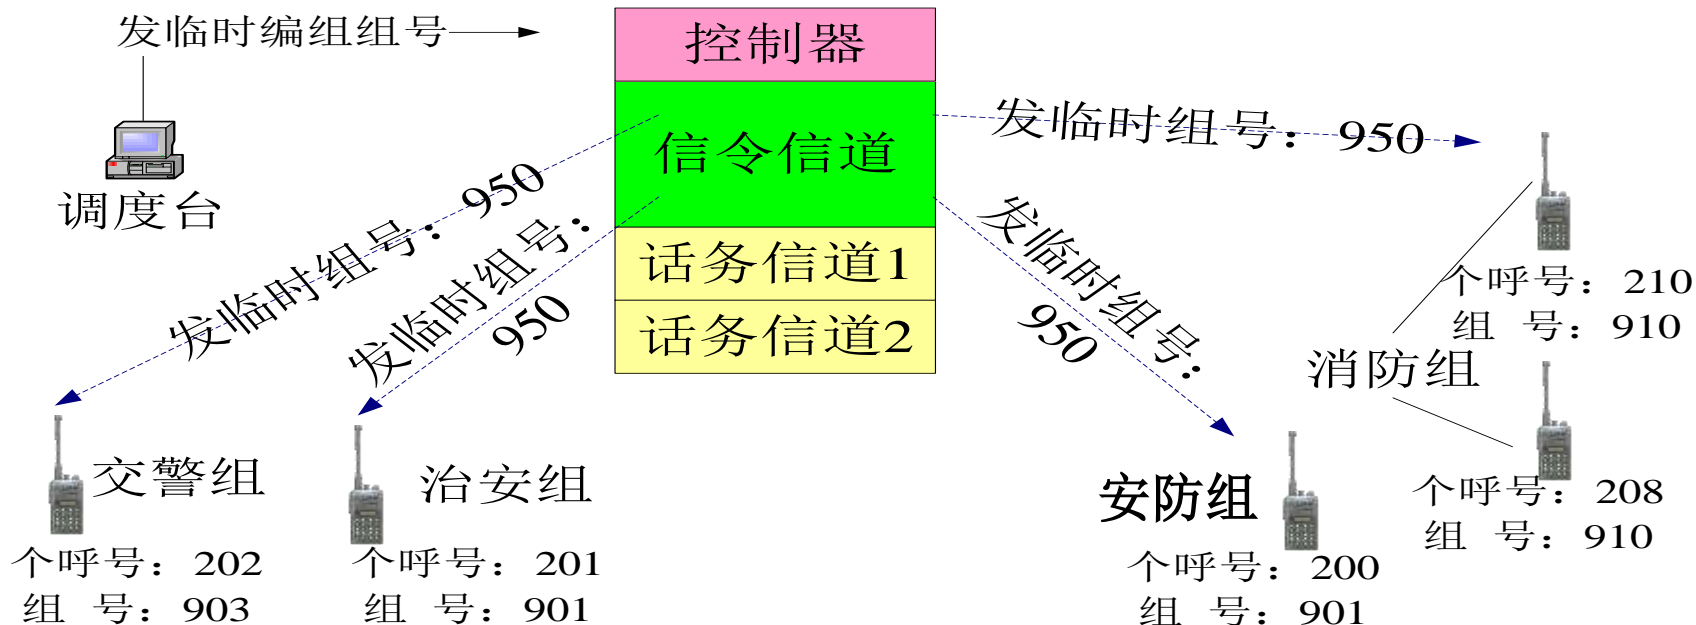 发临时编组组号
控制器
信令信道
话务信道1
话务信道2
调度台
发临时组号：950
发临时组号：
950
发临时组号：950
发临时组号：
950
个呼号：210
组 号：910
消防组
个呼号：208
组 号：910
交警组
个呼号：202
组 号：903
治安组
个呼号：201
组 号：901
安防组
个呼号：200
组 号：901